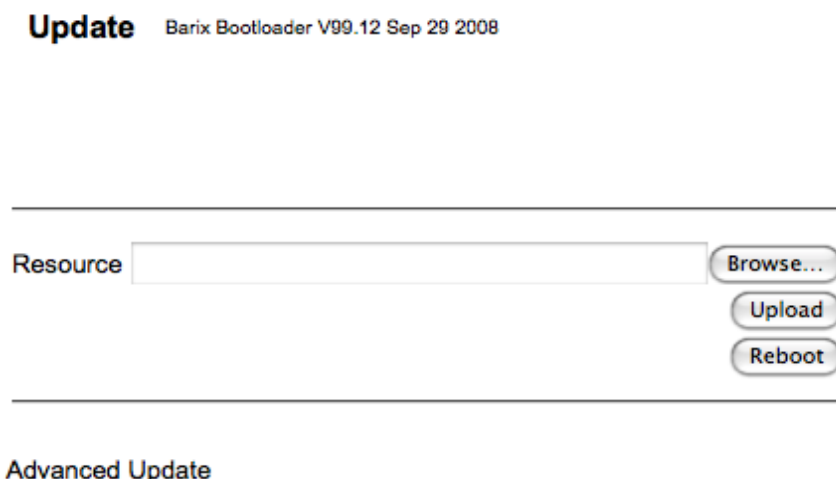 Update Barix Bootloader V99.12 Sep 29 2008
Resource Browse...
Upload
Reboot
Advanced Update